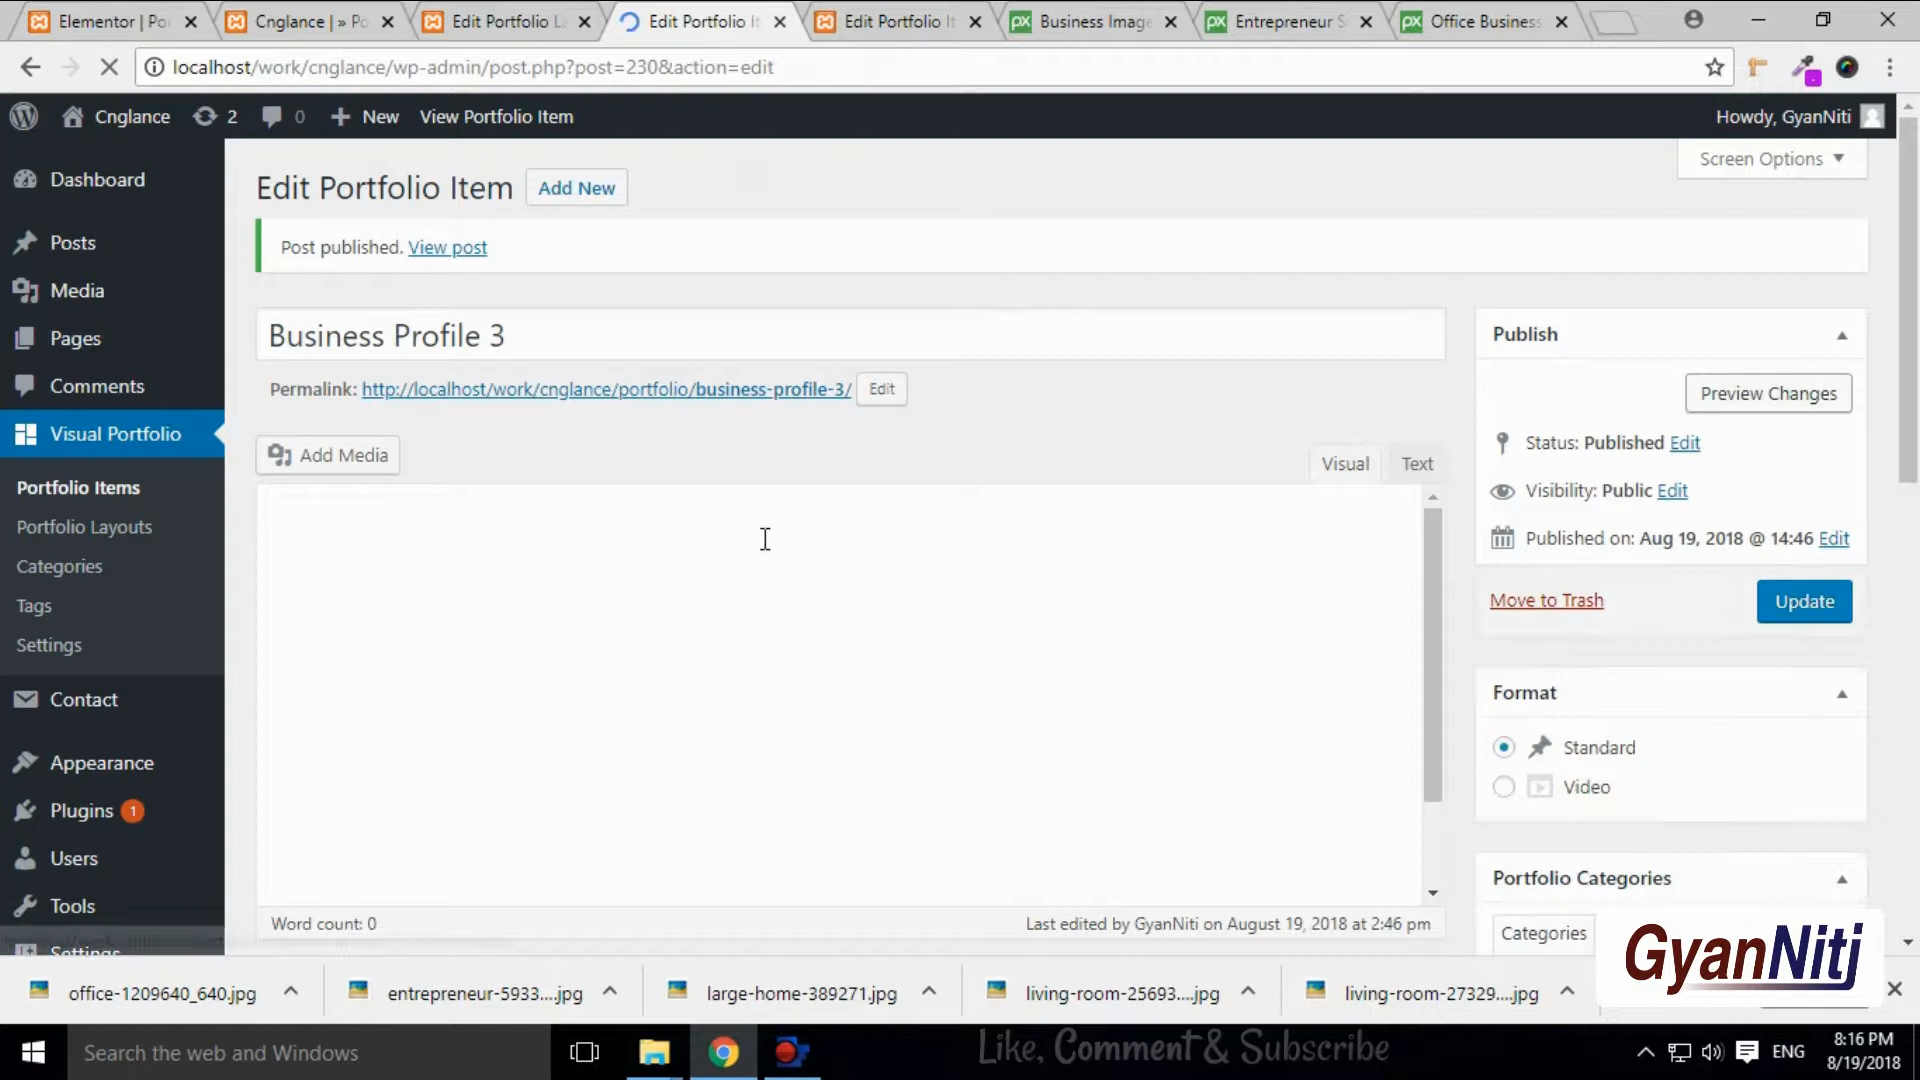 Elementor | Po
Cnglance | » Po
Edit Portfolio L
Edit Portfolio It
Edit Portfolio It
Business Image
Entrepreneur S
Office Business
localhost/work/cnglance/wp-admin/post.php?post=230&action=edit
Cnglance
2
0
New
View Portfolio Item
Howdy, GyanNiti
Screen Options
Dashboard
Posts
Media
Pages
Comments
Visual Portfolio
Portfolio Items
Portfolio Layouts
Categories
Tags
Settings
Contact
Appearance
Plugins 1
Users
Tools
Settings
Edit Portfolio Item
Add New
Post published. View post
Business Profile 3
Permalink: http://localhost/work/cnglance/portfolio/business-profile-3/ Edit
Add Media
Visual
Text
Word count: 0
Last edited by GyanNiti on August 19, 2018 at 2:46 pm
Publish
Preview Changes
Status: Published Edit
Visibility: Public Edit
Published on: Aug 19, 2018 @ 14:46 Edit
Move to Trash
Update
Format
Standard
Video
Portfolio Categories
Categories
GyanNiti
office-1209640_640.jpg
entrepreneur-5933....jpg
large-home-389271.jpg
living-room-25693....jpg
living-room-27329....jpg
Search the web and Windows
Like, Comment & Subscribe
ENG
8:16 PM
8/19/2018